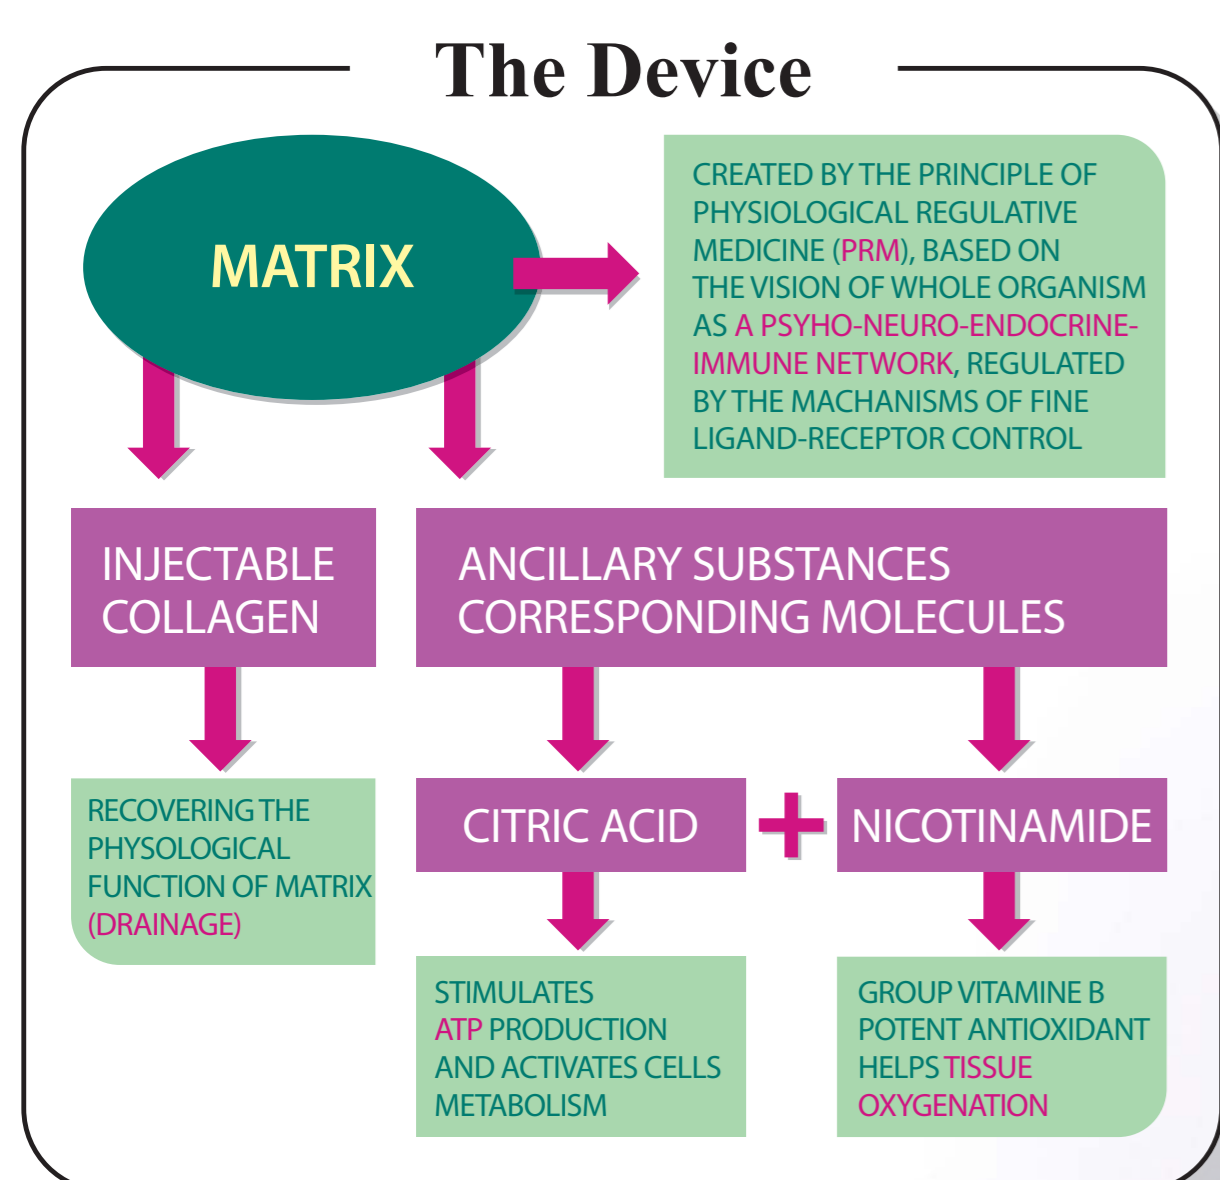 The Device
MATRIX
CREATED BY THE PRINCIPLE OF
PHYSIOLOGICAL REGULATIVE
MEDICINE (PRM), BASED ON
THE VISION OF WHOLE ORGANISM
AS A PSYHO-NEURO-ENDOCRINE-
IMMUNE NETWORK, REGULATED
BY THE MACHANISMS OF FINE
LIGAND-RECEPTOR CONTROL
INJECTABLE
COLLAGEN
ANCILLARY SUBSTANCES
CORRESPONDING MOLECULES
RECOVERING THE
PHYSOLOGICAL
FUNCTION OF MATRIX
(DRAINAGE)
CITRIC ACID
+
NICOTINAMIDE
STIMULATES
ATP PRODUCTION
AND ACTIVATES CELLS
METABOLISM
GROUP VITAMINE B
POTENT ANTIOXIDANT
HELPS TISSUE
OXYGENATION